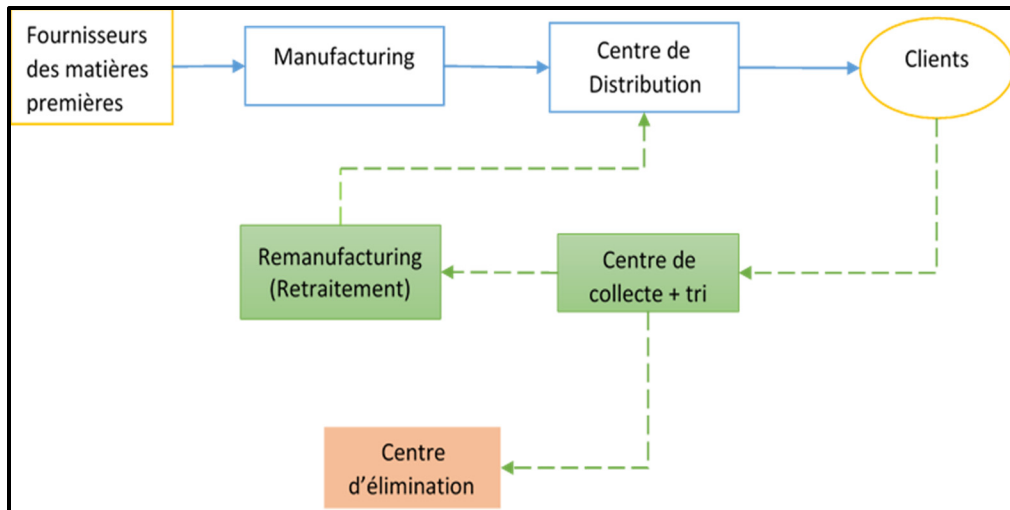 Fournisseurs
des matières
premières
Manufacturing
Centre de
Distribution
Clients
Remanufacturing
(Retraitement)
Centre de
collecte + tri
Centre
d’élimination